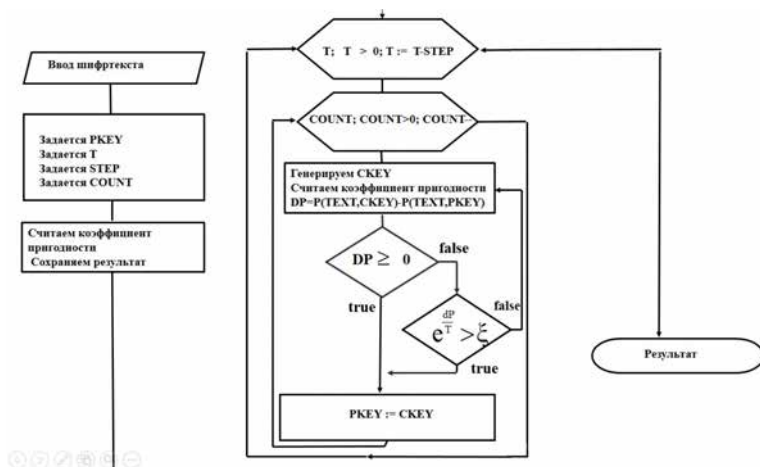 Ввод шифртекста
Задается PKEY
Задается T
Задается STEP
Задается COUNT
Считаем коэффициент
пригодности
Сохраняем результат
T; T > 0; T := T-STEP
COUNT; COUNT>0; COUNT--
Генерируем CKEY
Считаем коэффициент пригодности
DP=P(TEXT,CKEY)-P(TEXT,PKEY)
DP ≥ 0
false
true
e^(dP/T) > ξ
false
true
PKEY := CKEY
Результат